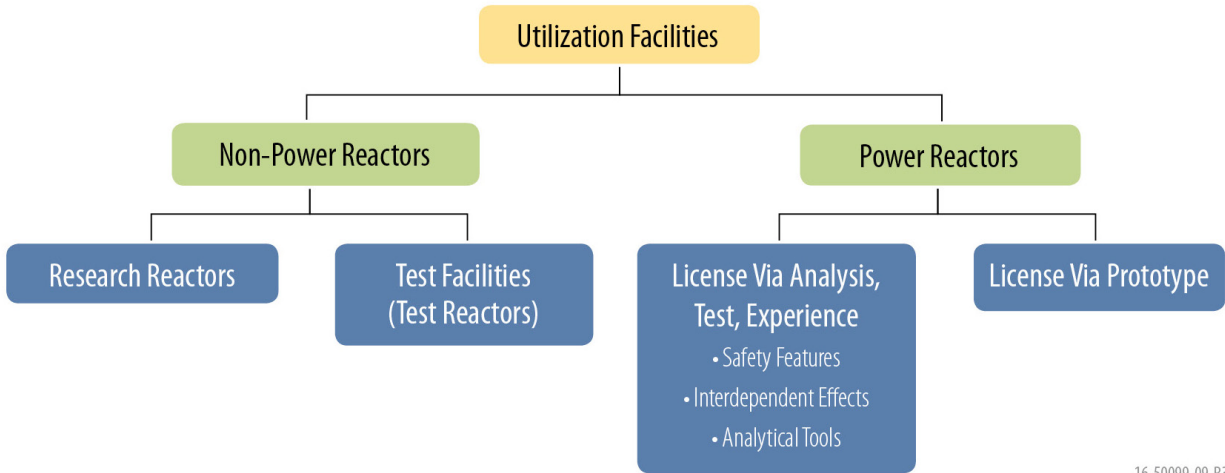 Utilization Facilities
Non-Power Reactors
Power Reactors
Research Reactors
Test Facilities
(Test Reactors)
License Via Analysis,
Test, Experience
• Safety Features
• Interdependent Effects
• Analytical Tools
License Via Prototype